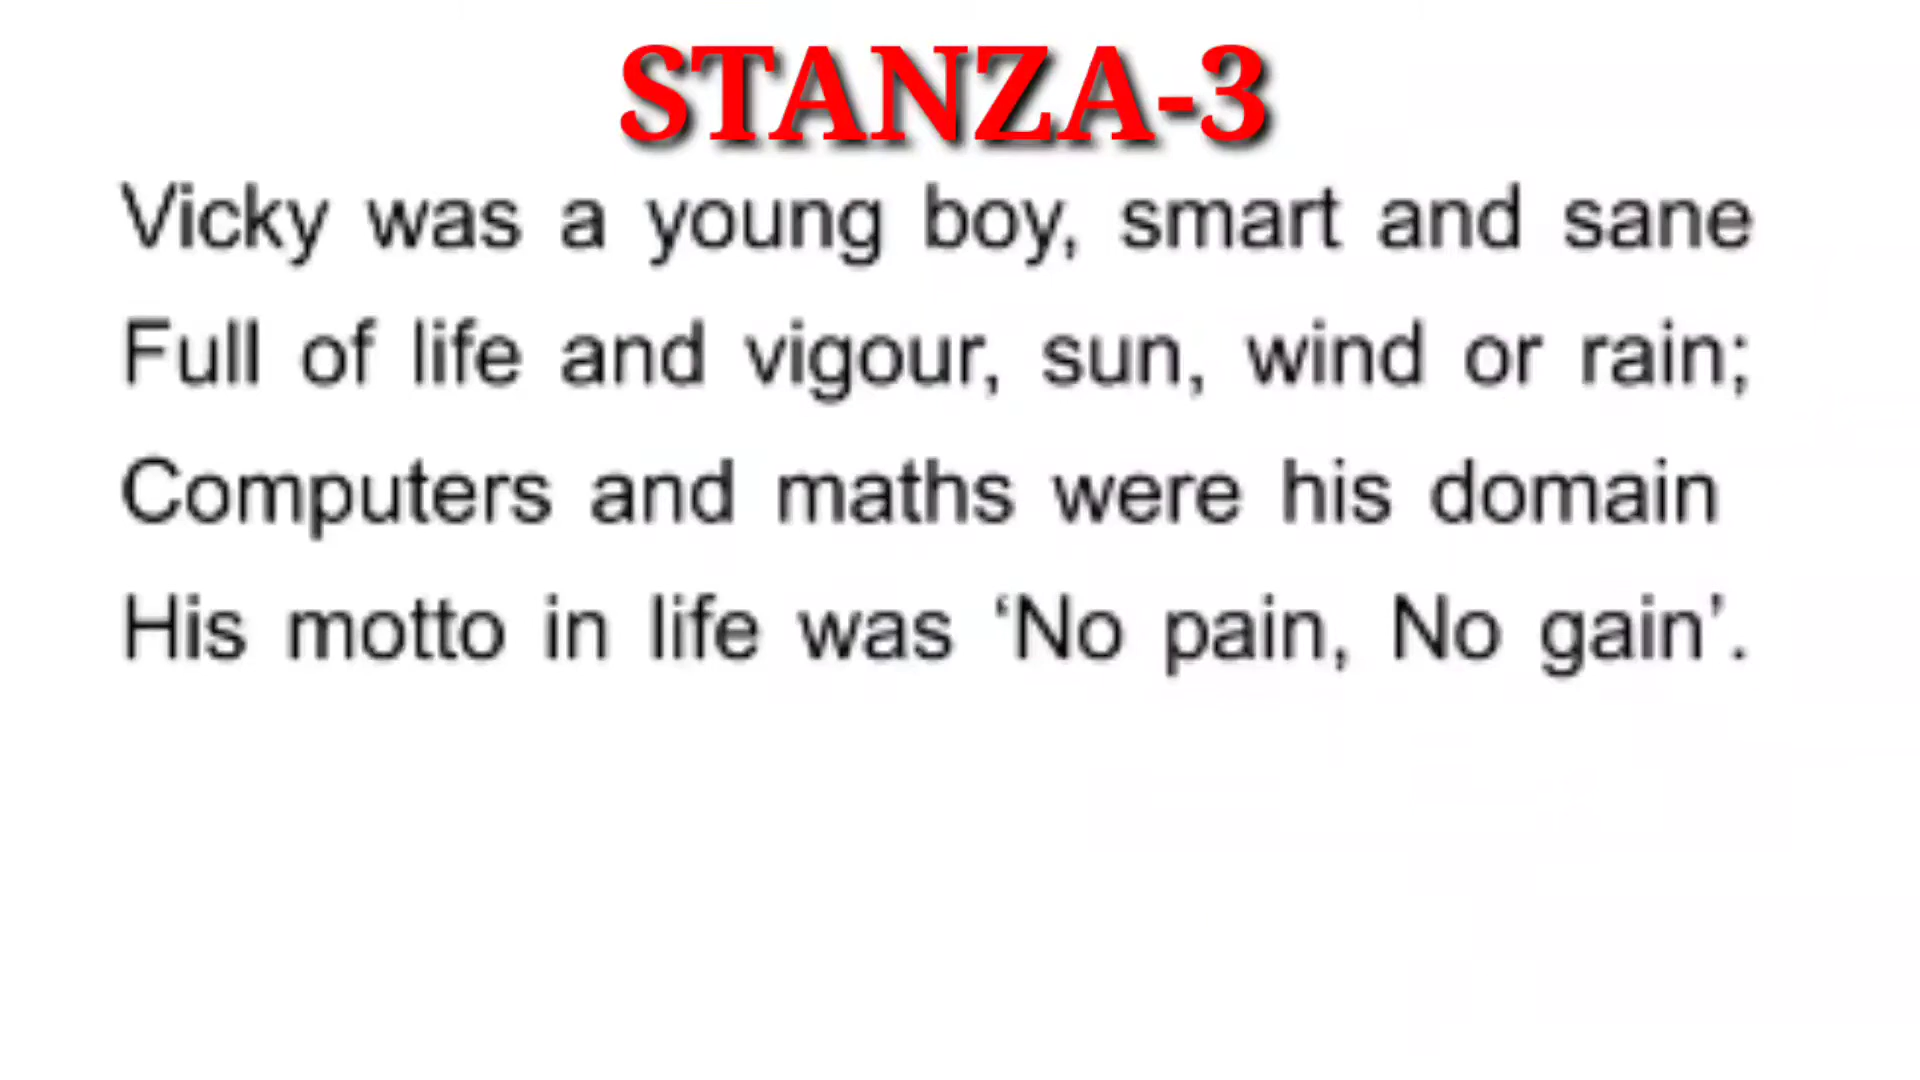 STANZA-3
Vicky was a young boy, smart and sane
Full of life and vigour, sun, wind or rain;
Computers and maths were his domain
His motto in life was ‘No pain, No gain’.